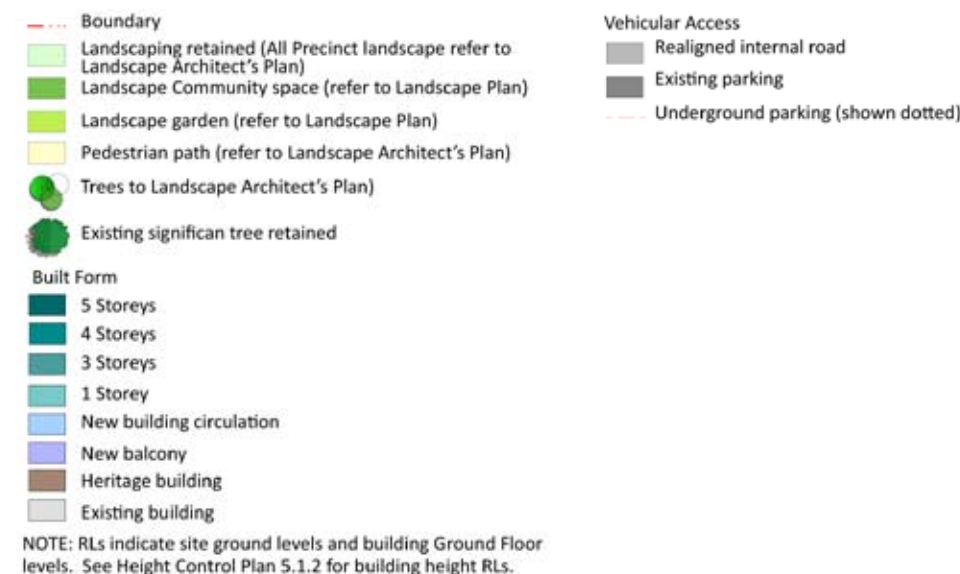 Boundary
Landscaping retained (All Precinct landscape refer to
Landscape Architect's Plan)
Landscape Community space (refer to Landscape Plan)
Landscape garden (refer to Landscape Plan)
Pedestrian path (refer to Landscape Architect's Plan)
Trees to Landscape Architect's Plan)
Existing significan tree retained
Built Form
5 Storeys
4 Storeys
3 Storeys
1 Storey
New building circulation
New balcony
Heritage building
Existing building
NOTE: RLs indicate site ground levels and building Ground Floor
levels. See Height Control Plan 5.1.2 for building height RLs.
Vehicular Access
Realigned internal road
Existing parking
Underground parking (shown dotted)